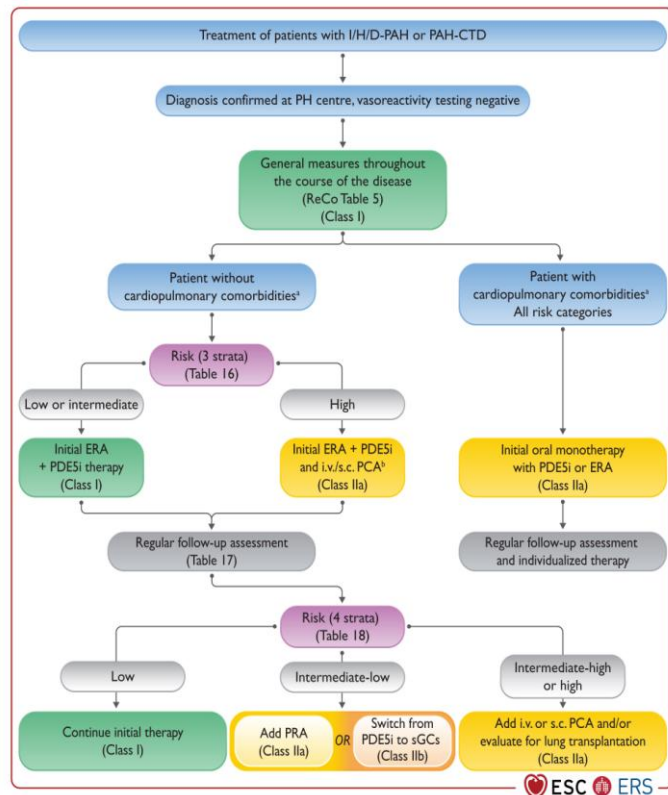 Treatment of patients with I/H/D-PAH or PAH-CTD
Diagnosis confirmed at PH centre, vasoreactivity testing negative
General measures throughout
the course of the disease
(ReCo Table 5)
(Class I)
Patient without
cardiopulmonary comorbiditiesᵃ
Patient with
cardiopulmonary comorbiditiesᵃ
All risk categories
Risk (3 strata)
(Table 16)
Low or intermediate
High
Initial ERA
+ PDE5i therapy
(Class I)
Initial ERA + PDE5i
and i.v./s.c. PCAᵇ
(Class IIa)
Initial oral monotherapy
with PDE5i or ERA
(Class IIa)
Regular follow-up assessment
(Table 17)
Regular follow-up assessment
and individualized therapy
Risk (4 strata)
(Table 18)
Low
Intermediate-low
Intermediate-high
or high
Continue initial therapy
(Class I)
Add PRA
(Class IIa)
OR
Switch from
PDE5i to sGCs
(Class IIb)
Add i.v. or s.c. PCA and/or
evaluate for lung transplantation
(Class IIa)
ESC ERS